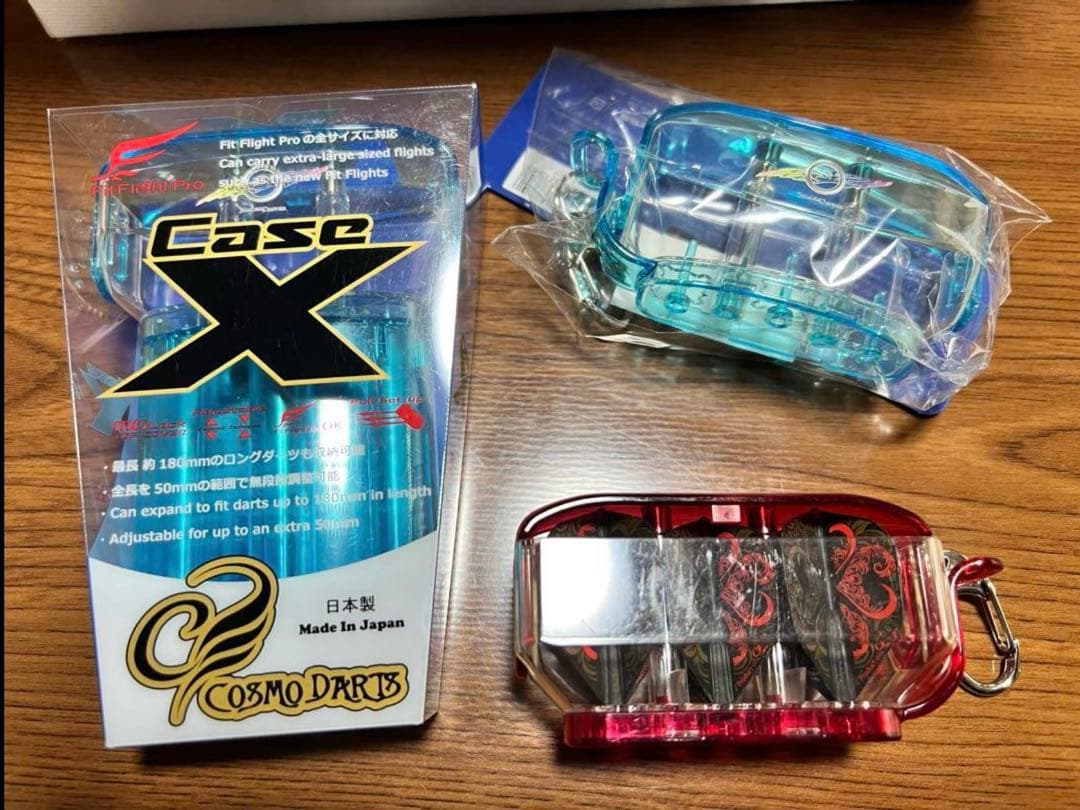 Fit Flight Pro の全サイズに対応
Can carry extra-large sized flights
such as the new Fit Flights
Fit Flight Pro
Case
X
OK
・最長 約 180mmのロングダーツも収納可能
・全長を 50mmの範囲で無段階調整可能
・Can expand to fit darts up to 180mm in length
・Adjustable for up to an extra 50mm
日本製
Made In Japan
COSMO DARTS